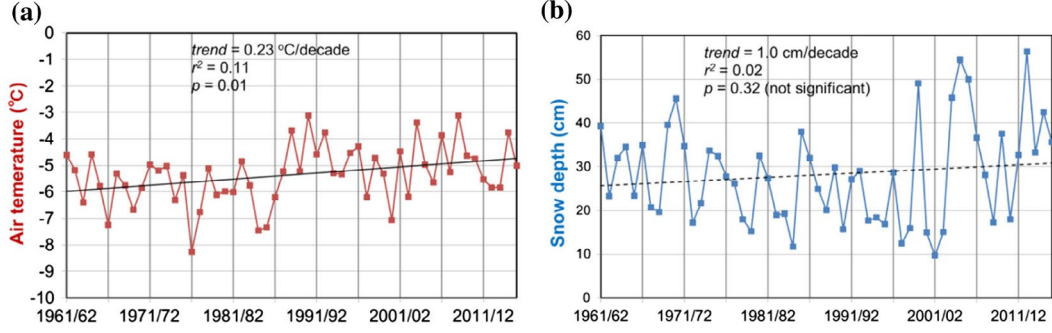 (a)
trend = 0.23 °C/decade
r² = 0.11
p = 0.01
Air temerature (°C)
0
-1
-2
-3
-4
-5
-6
-7
-8
-9
-10
1961/62 1971/72 1981/82 1991/92 2001/02 2011/12
(b)
trend = 1.0 cm/decade
r² = 0.02
p = 0.32 (not significant)
Snow depth (cm)
60
50
40
30
20
10
0
1961/62 1971/72 1981/82 1991/92 2001/02 2011/12